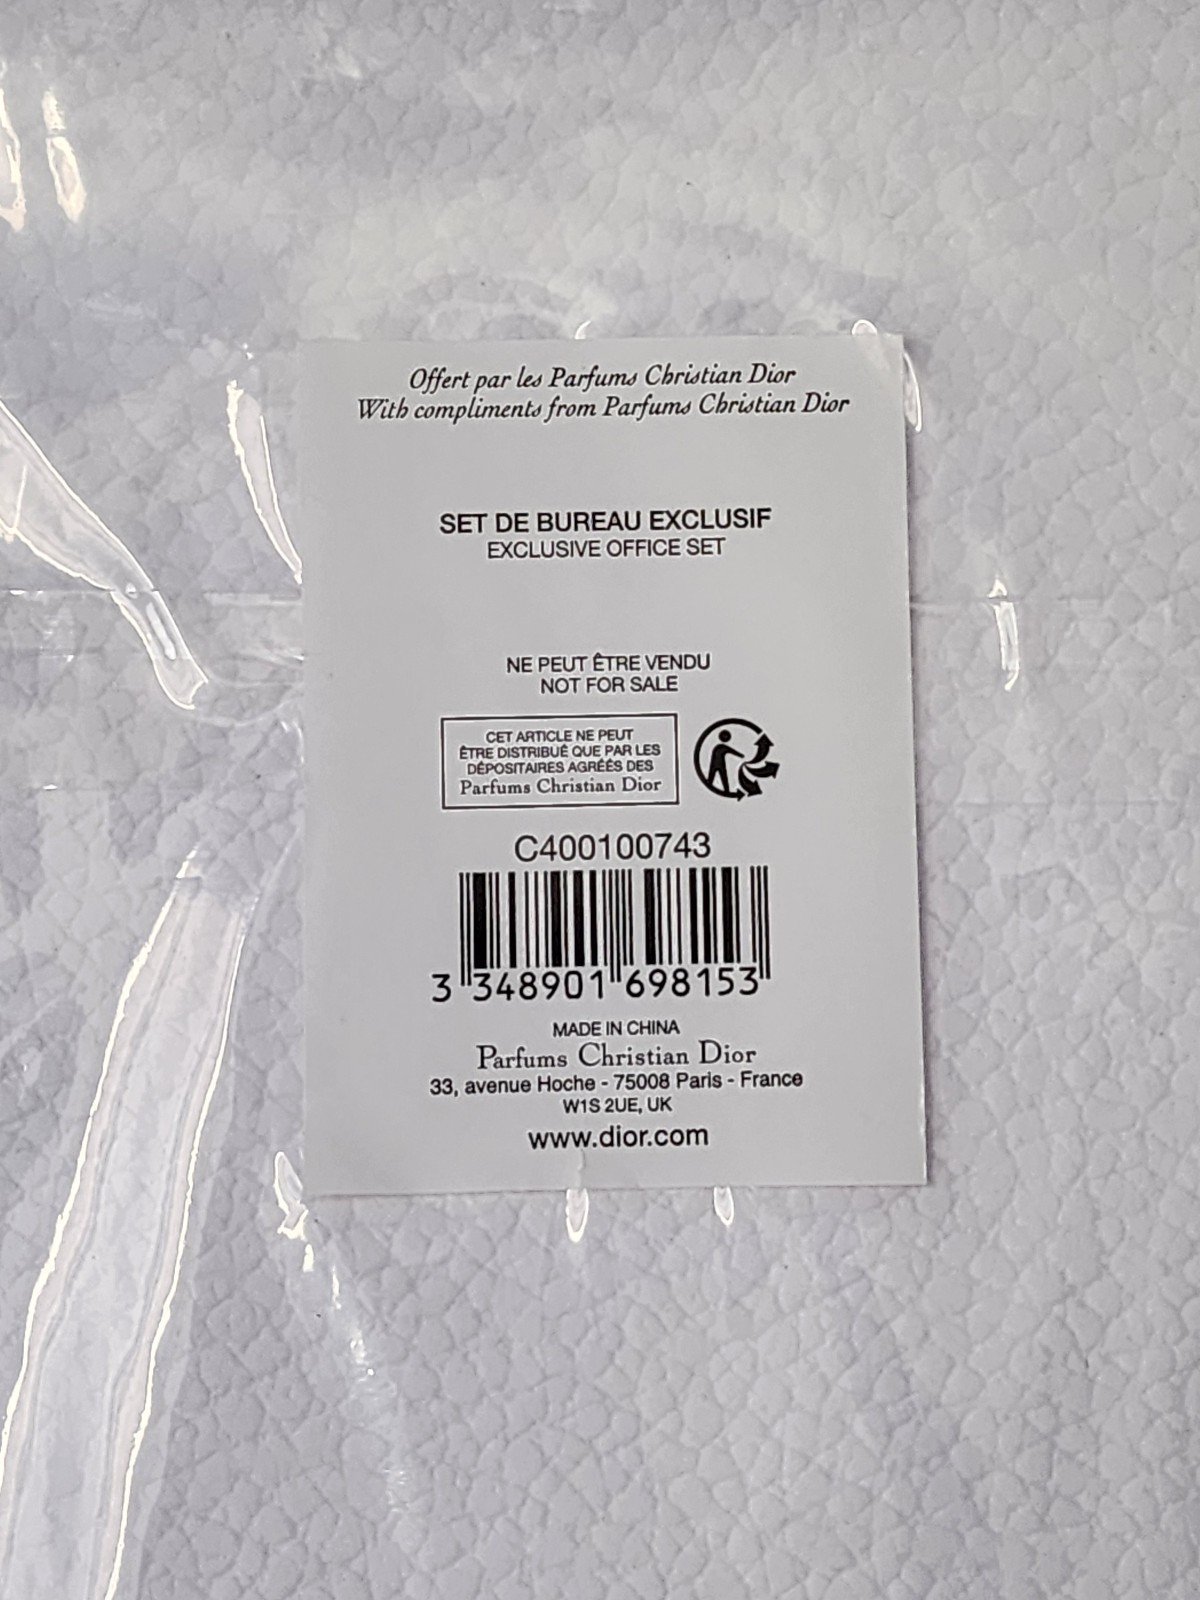 Offert par les Parfums Christian Dior
With compliments from Parfums Christian Dior
SET DE BUREAU EXCLUSIF
EXCLUSIVE OFFICE SET
NE PEUT ÊTRE VENDU
NOT FOR SALE
CET ARTICLE NE PEUT
ÊTRE DISTRIBUÉ QUE PAR LES
DÉPOSITAIRES AGRÉÉS DES
Parfums Christian Dior
C400100743
3 348901 698153
MADE IN CHINA
Parfums Christian Dior
33, avenue Hoche - 75008 Paris - France
W1S 2UE, UK
www.dior.com